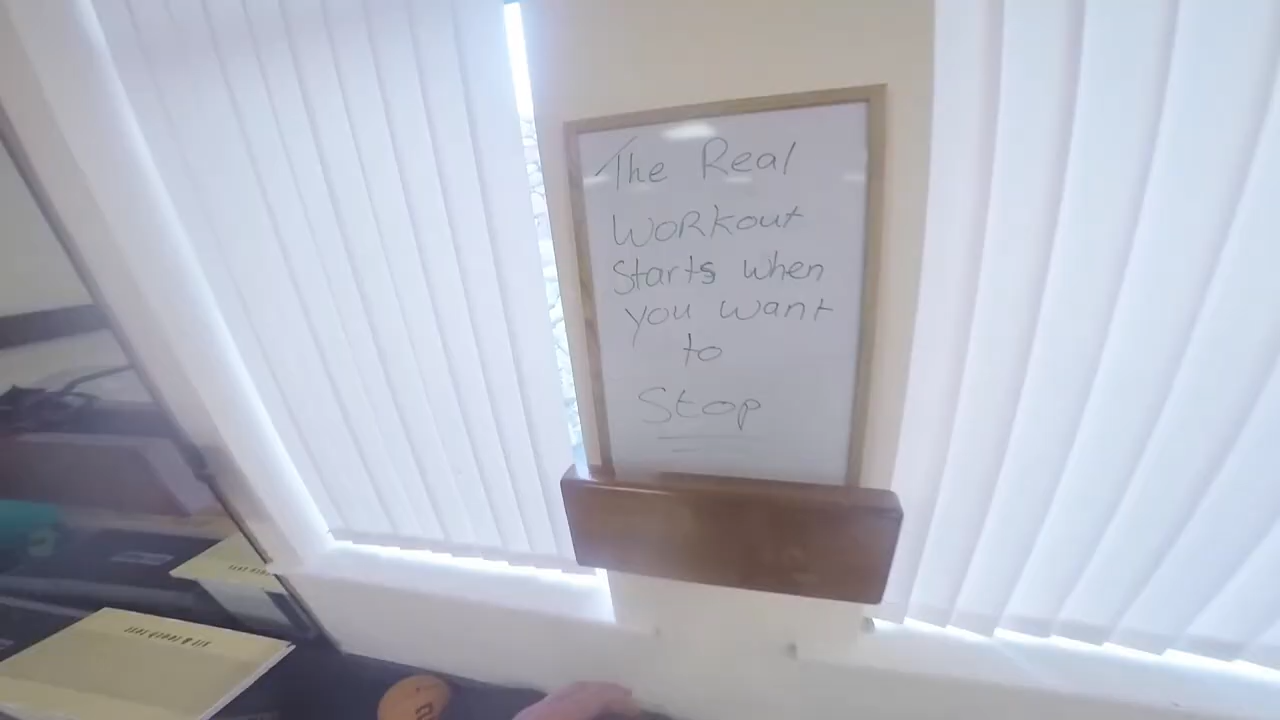 The Real
Workout
Starts when
you want
to
Stop